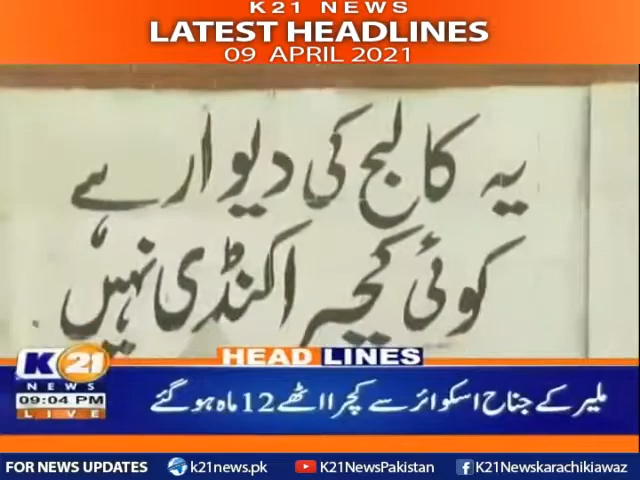 K21 NEWS
LATEST HEADLINES
09 APRIL 2021
یہ کالج کی دیوار ہے
کوئی کچرا کنڈی نہیں
HEAD LINES
K21
NEWS
09:04 PM
LIVE
ملیر کے جناح اسکوائر سے کچرا اٹھے 12 ماہ ہو گئے
FOR NEWS UPDATES
k21news.pk
K21NewsPakistan
K21Newskarachikiawaz